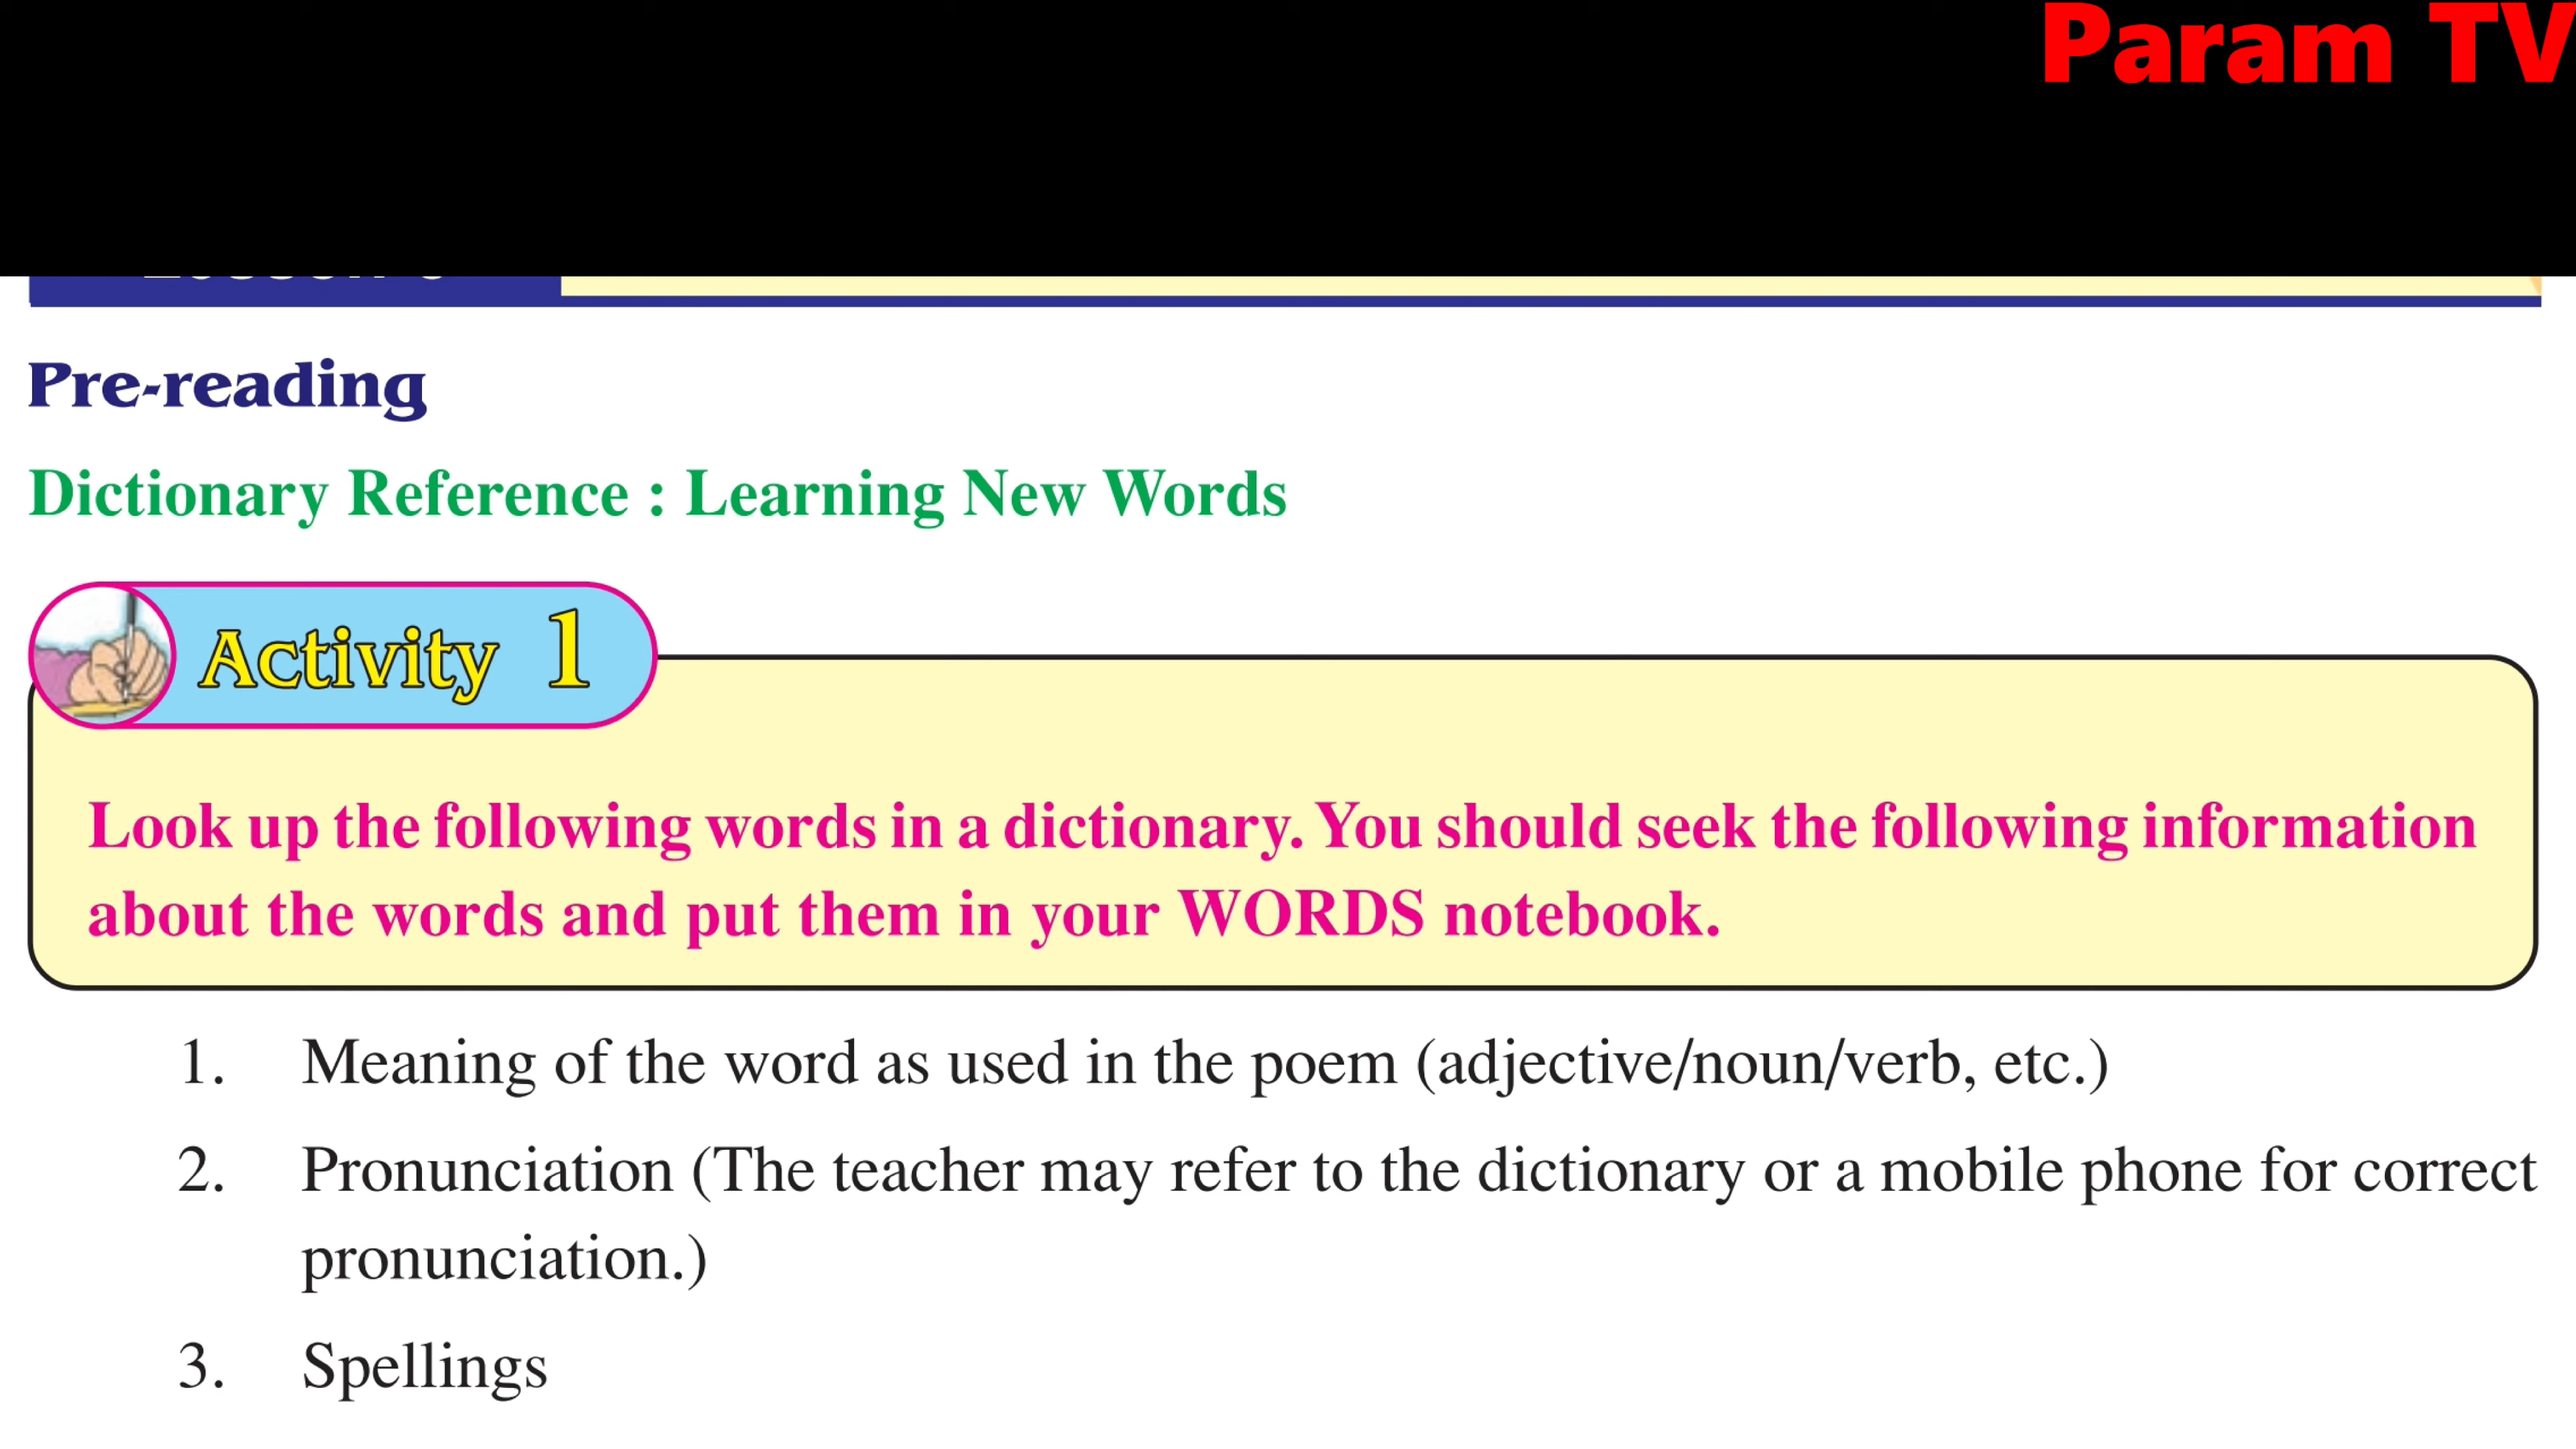 Param TV
Pre-reading
Dictionary Reference : Learning New Words
Activity 1
Look up the following words in a dictionary. You should seek the following information
about the words and put them in your WORDS notebook.
1. Meaning of the word as used in the poem (adjective/noun/verb, etc.)
2. Pronunciation (The teacher may refer to the dictionary or a mobile phone for correct
pronunciation.)
3. Spellings